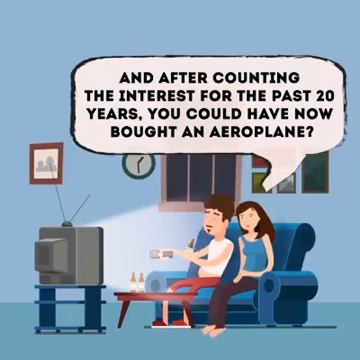 AND AFTER COUNTING
THE INTEREST FOR THE PAST 20
YEARS, YOU COULD HAVE NOW
BOUGHT AN AEROPLANE?